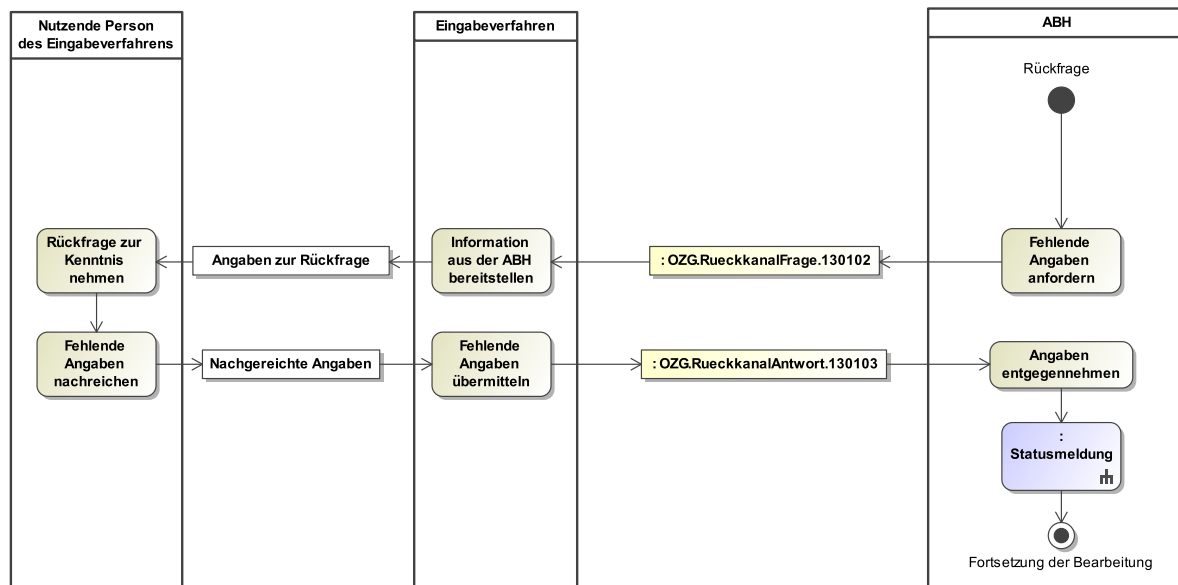 Nutzende Person
des Eingabeverfahrens
Eingabeverfahren
ABH
Rückfrage
Rückfrage zur
Kenntnis
nehmen
Angaben zur Rückfrage
Information
aus der ABH
bereitstellen
: OZG.RueckkanalFrage.130102
Fehlende
Angaben
anfordern
Fehlende
Angaben
nachreichen
Nachgereichte Angaben
Fehlende
Angaben
übermitteln
: OZG.RueckkanalAntwort.130103
Angaben
entgegennehmen
:
Statusmeldung
Fortsetzung der Bearbeitung